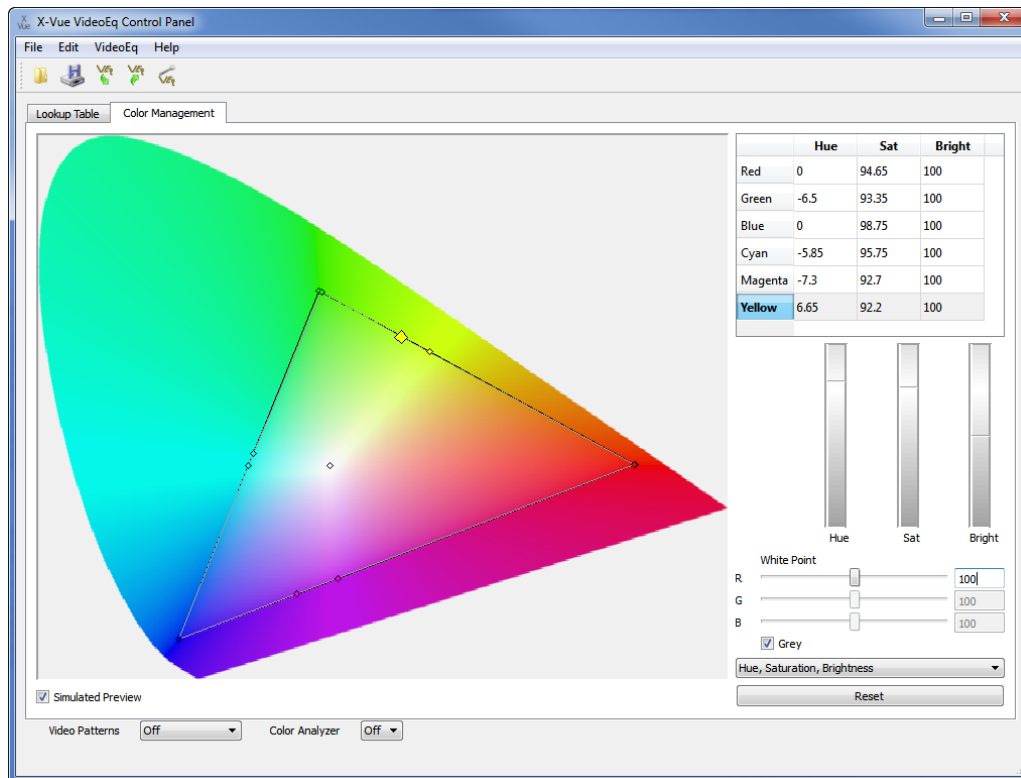 X-Vue VideoEq Control Panel
File Edit VideoEq Help
Lookup Table Color Management
Hue Sat Bright
Red 0 94.65 100
Green -6.5 93.35 100
Blue 0 98.75 100
Cyan -5.85 95.75 100
Magenta -7.3 92.7 100
Yellow 6.65 92.2 100
Hue Sat Bright
White Point
R 100
G 100
B 100
Grey
Hue, Saturation, Brightness
Simulated Preview Reset
Video Patterns Off Color Analyzer Off